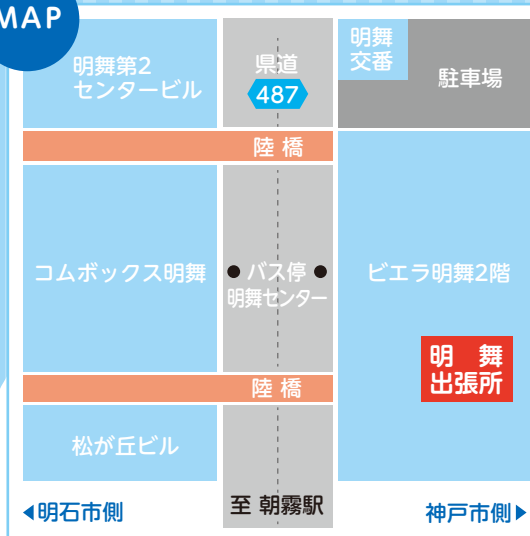 MAP
明舞第2
センタービル
県道
487
明舞
交番
駐車場
陸橋
コムボックス明舞
バス停
明舞センター
ビエラ明舞2階
明舞
出張所
陸橋
松が丘ビル
◀明石市側
至 朝霧駅
神戸市側▶